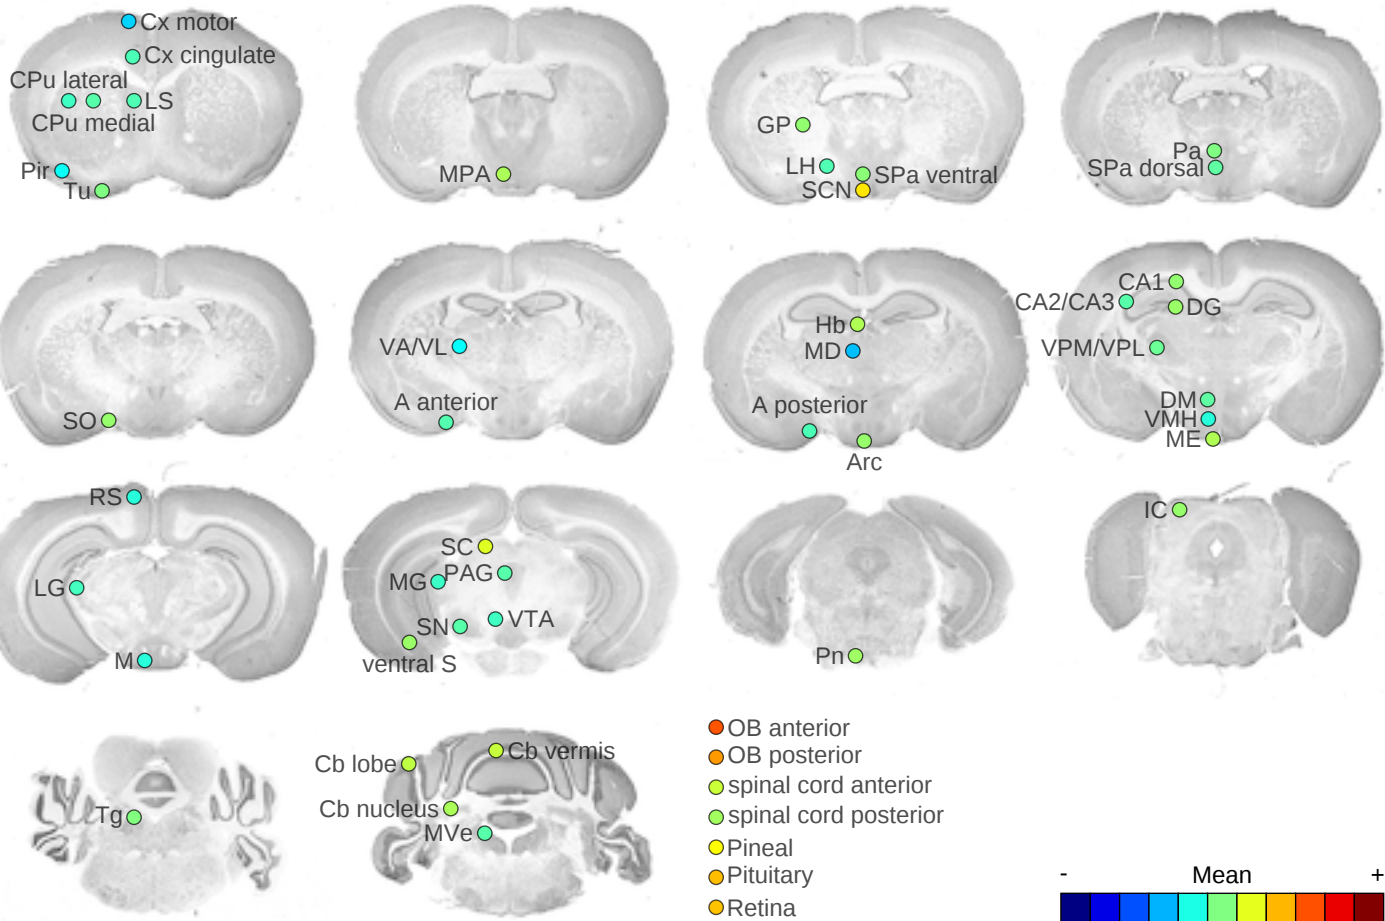 Cx motor
Cx cingulate
CPu lateral
LS
CPu medial
Pir
Tu
MPA
GP
LH
SPa ventral
SCN
Pa
SPa dorsal
SO
VA/VL
A anterior
Hb
MD
A posterior
Arc
CA1
CA2/CA3
DG
VPM/VPL
DM
VMH
ME
RS
LG
M
SC
MG
PAG
SN
VTA
ventral S
Pn
IC
Tg
Cb lobe
Cb vermis
Cb nucleus
MVe
OB anterior
OB posterior
spinal cord anterior
spinal cord posterior
Pineal
Pituitary
Retina
- Mean +